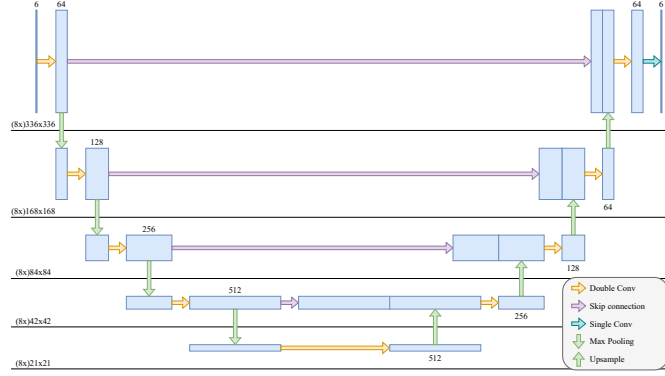 6
64
64
6
(8x)336x336
128
64
(8x)168x168
256
128
(8x)84x84
512
256
(8x)42x42
512
(8x)21x21
Double Conv
Skip connection
Single Conv
Max Pooling
Upsample